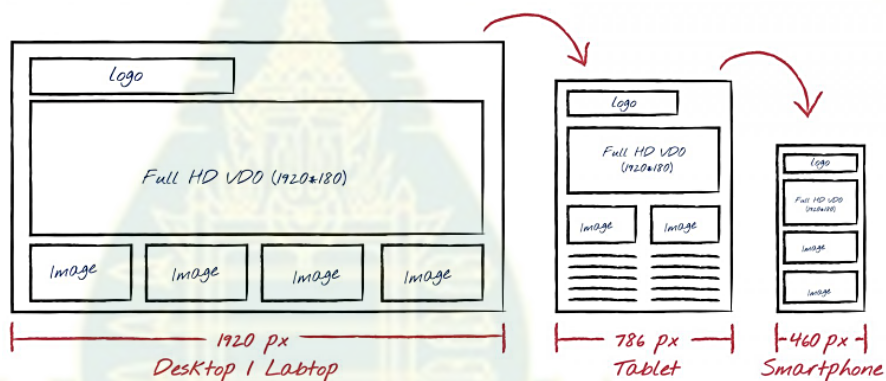 Logo
Full HD VDO (1920*180)
Image
Image
Image
Image
1920 px
Desktop / Labtop
Logo
Full HD VDO
(1920*180)
Image
Image
786 px
Tablet
Logo
Full HD VDO
(1920*180)
Image
Image
460 px
Smartphone